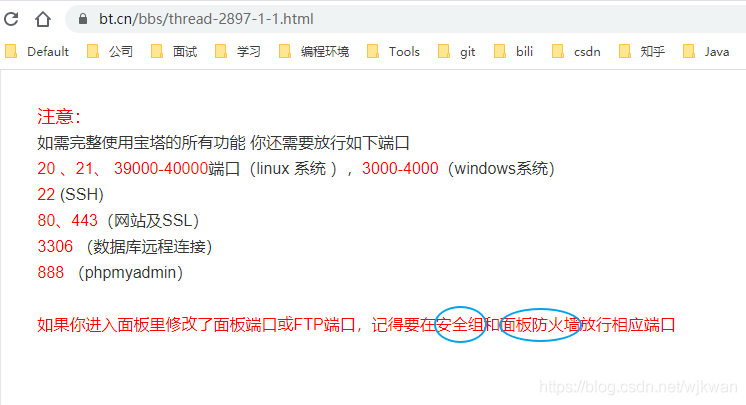 bt.cn/bbs/thread-2897-1-1.html
Default 公司 面试 学习 编程环境 Tools git bili csdn 知乎 Java
注意：
如需完整使用宝塔的所有功能 你还需要放行如下端口
20 、21、 39000-40000端口（linux 系统 ），3000-4000（windows系统）
22 (SSH)
80、443（网站及SSL）
3306 （数据库远程连接）
888 （phpmyadmin）
如果你进入面板里修改了面板端口或FTP端口，记得要在安全组和面板防火墙放行相应端口
https://blog.csdn.net/wjkwan